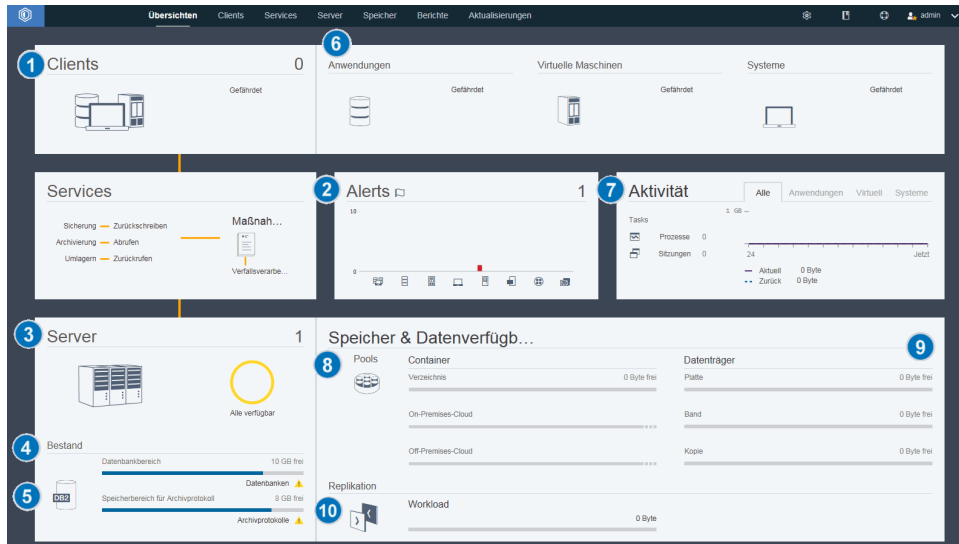 Übersichten Clients Services Server Speicher Berichte Aktualisierungen admin
1 Clients 0
Gefährdet
6
Anwendungen Virtuelle Maschinen Systeme
Gefährdet Gefährdet Gefährdet
Services
Sicherung Zurückschreiben
Archivierung Abrufen
Umlagern Zurückrufen
Maßnah...
Verfallsverarbe...
2 Alerts 1
10
0
7 Aktivität Alle Anwendungen Virtuell Systeme
Tasks
Prozesse 0
Sitzungen 0
1 GB
24 Jetzt
Aktuell 0 Byte
Zurück 0 Byte
3 Server 1
Alle verfügbar
4 Bestand
Datenbankbereich 10 GB frei
Datenbanken
5 DB2
Speicherbereich für Archivprotokoll 8 GB frei
Archivprotokolle
Speicher & Datenverfügb...
9
8 Pools Container Datenträger
Verzeichnis 0 Byte frei Platte 0 Byte frei
On-Premises-Cloud Band 0 Byte frei
Off-Premises-Cloud Kopie 0 Byte frei
Replikation
10 Workload
0 Byte